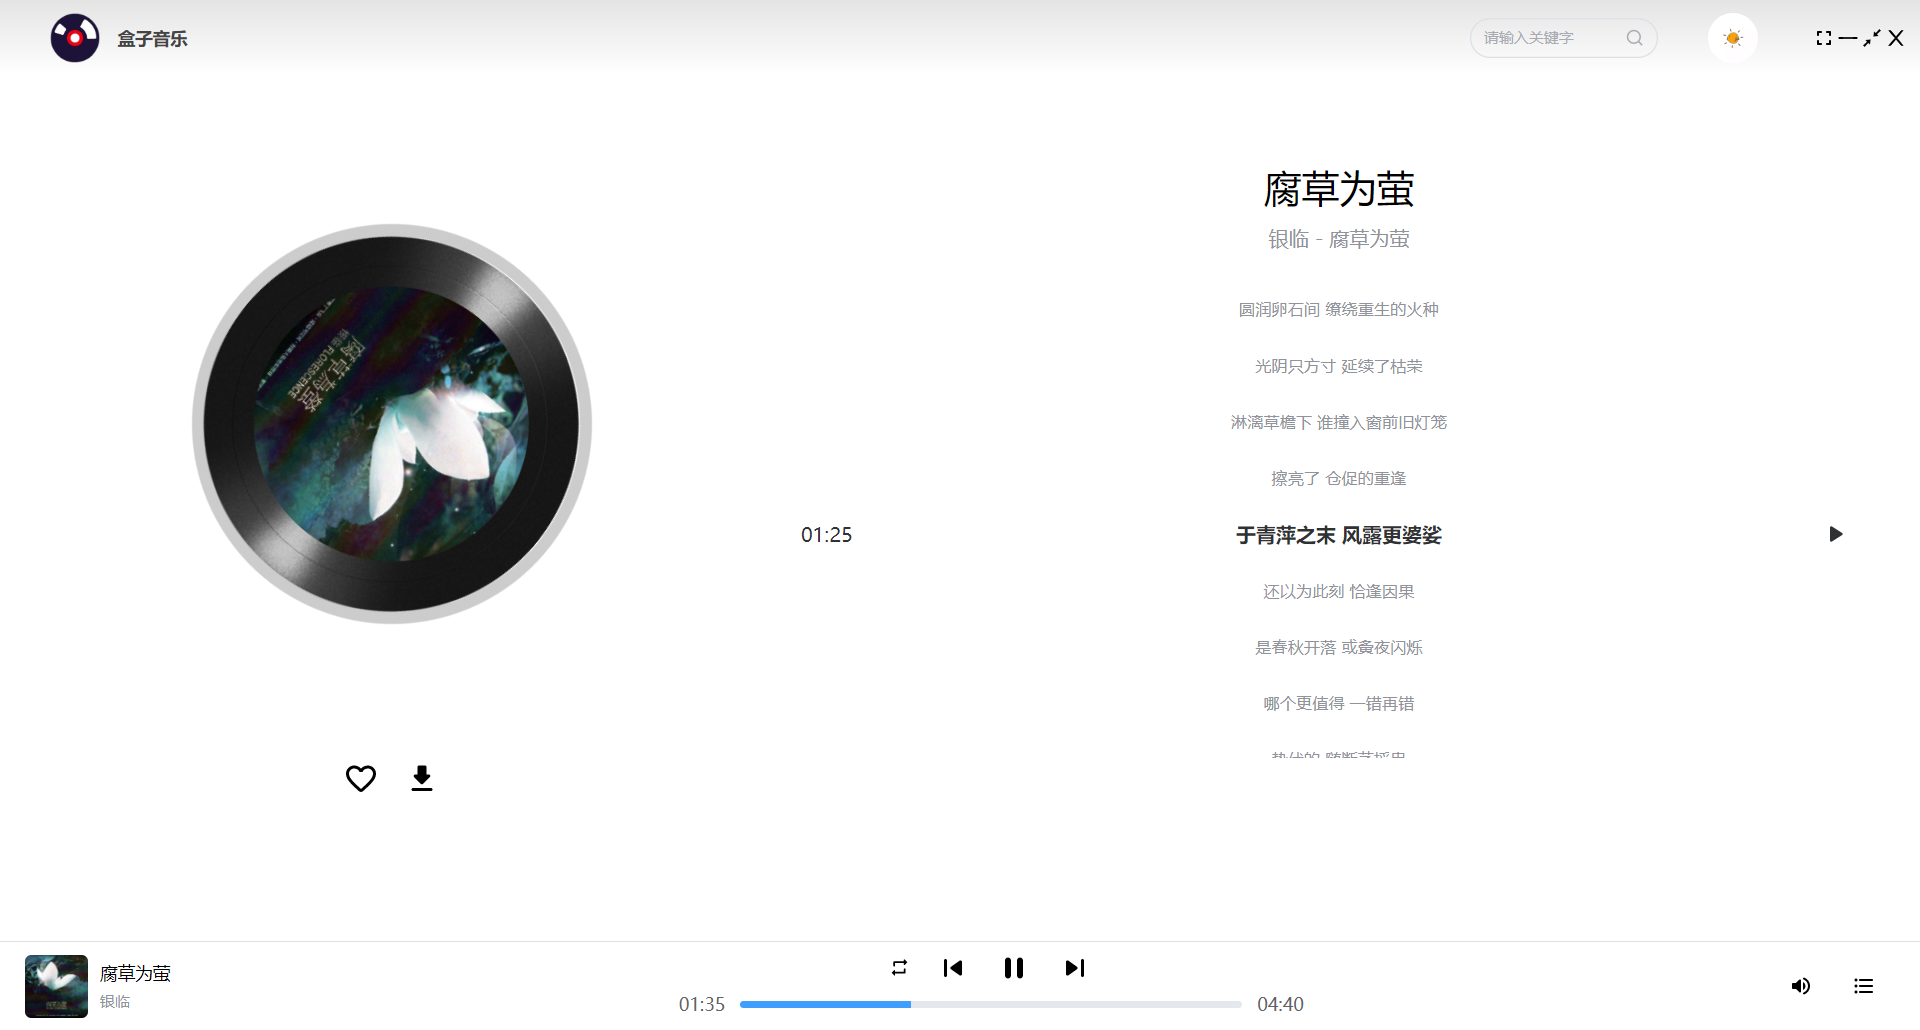 盒子音乐
请输入关键字
腐草为萤
银临 - 腐草为萤
圆润卵石间 缭绕重生的火种
光阴只方寸 延续了枯荣
淋漓草檐下 谁撞入窗前旧灯笼
擦亮了 仓促的重逢
01:25
于青萍之末 风露更婆娑
还以为此刻 恰逢因果
是春秋开落 或夤夜闪烁
哪个更值得 一错再错
FLORESCENCE
腐草为萤
银临
01:35
04:40